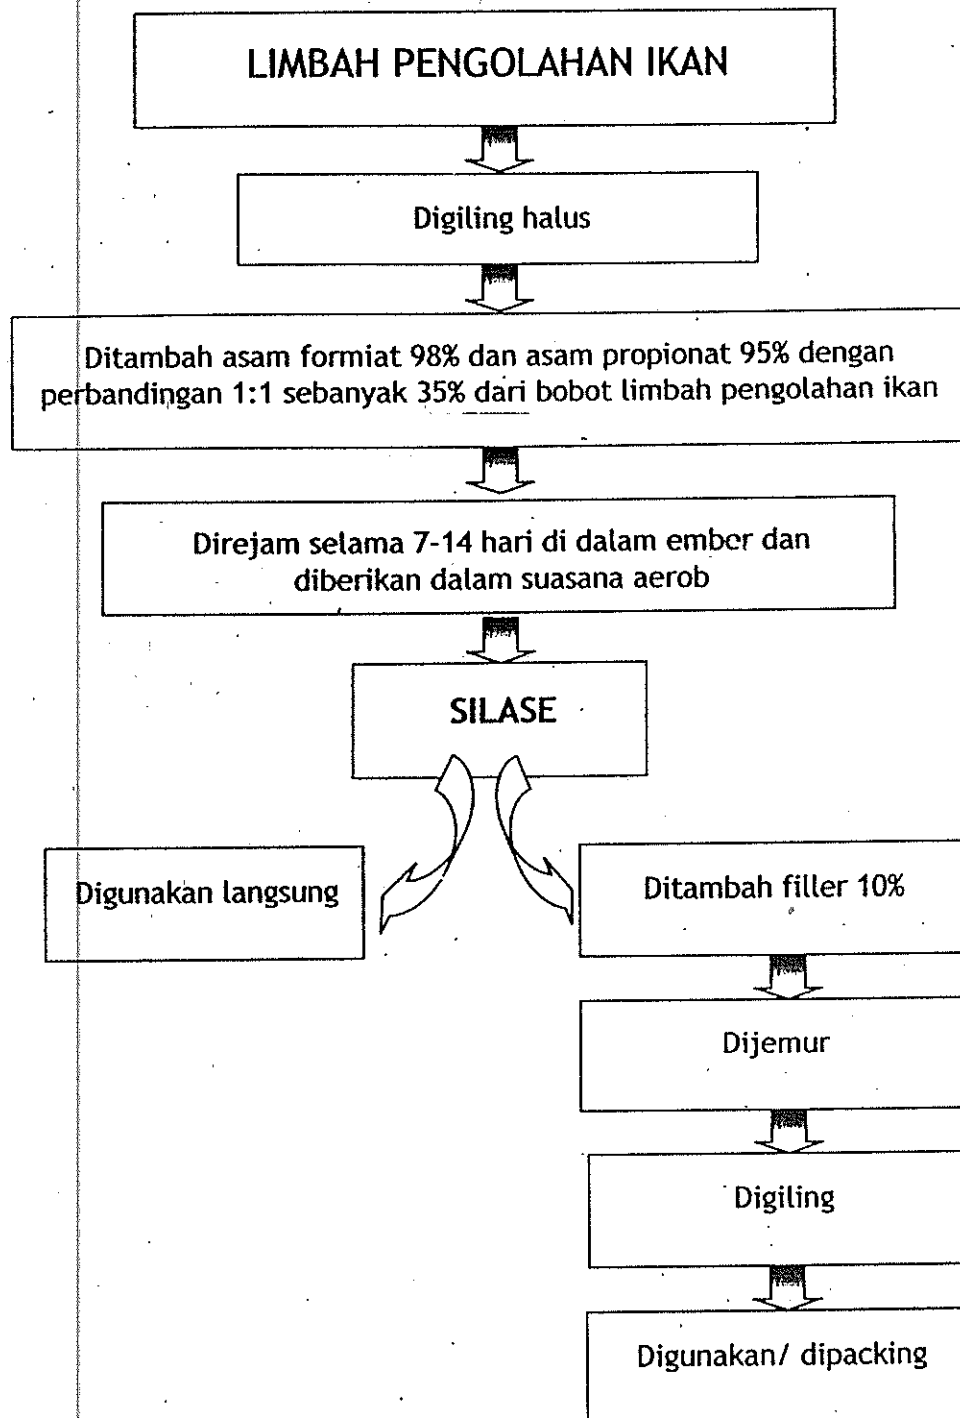 LIMBAH PENGOLAHAN IKAN
Digiling halus
Ditambah asam formiat 98% dan asam propionat 95% dengan
perbandingan 1:1 sebanyak 35% dari bobot limbah pengolahan ikan
Direjam selama 7-14 hari di dalam ember dan
diberikan dalam suasana aerob
SILASE
Digunakan langsung
Ditambah filler 10%
Dijemur
Digiling
Digunakan/ dipacking